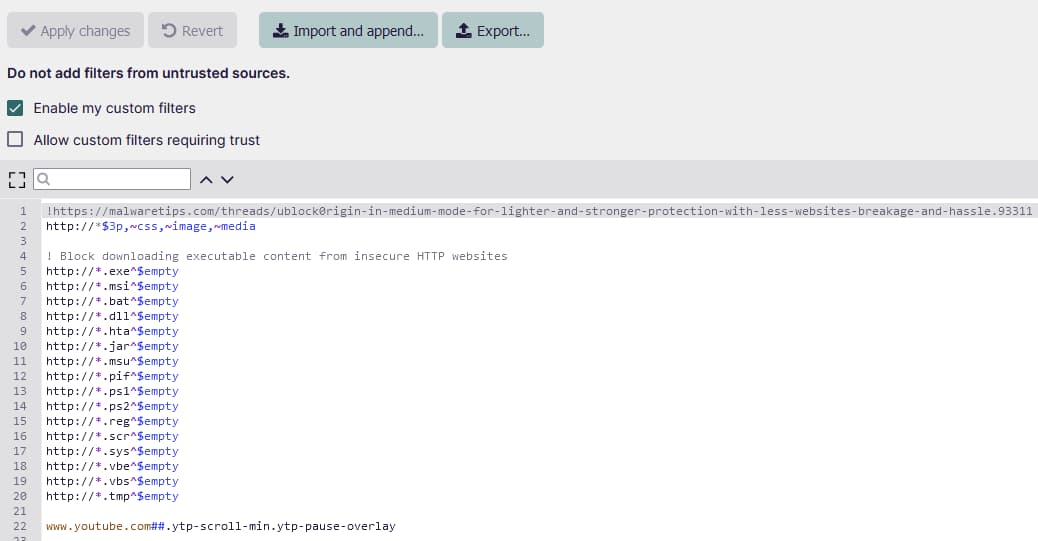 Apply changes Revert Import and append... Export...
Do not add filters from untrusted sources.
Enable my custom filters
Allow custom filters requiring trust
1 !https://malwaretips.com/threads/ublock0rigin-in-medium-mode-for-lighter-and-stronger-protection-with-less-websites-breakage-and-hassle.93311
2 http://*$3p,~css,~image,~media
3
4 ! Block downloading executable content from insecure HTTP websites
5 http://*.exe^$empty
6 http://*.msi^$empty
7 http://*.bat^$empty
8 http://*.dll^$empty
9 http://*.hta^$empty
10 http://*.jar^$empty
11 http://*.msu^$empty
12 http://*.pif^$empty
13 http://*.ps1^$empty
14 http://*.ps2^$empty
15 http://*.reg^$empty
16 http://*.scr^$empty
17 http://*.sys^$empty
18 http://*.vbe^$empty
19 http://*.vbs^$empty
20 http://*.tmp^$empty
21
22 www.youtube.com##.ytp-scroll-min.ytp-pause-overlay
23